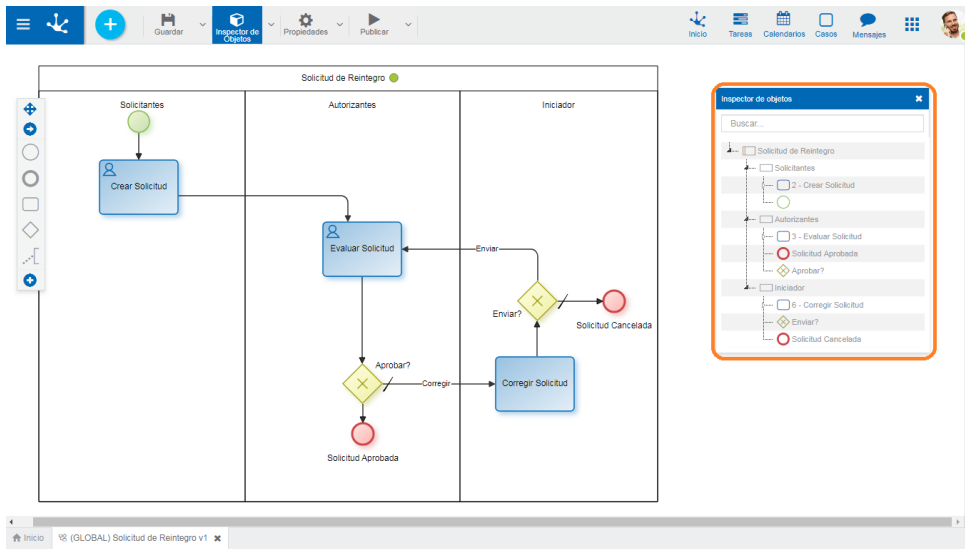 Guardar
Inspector de
Objetos
Propiedades
Publicar
Inicio
Tareas
Calendarios
Casos
Mensajes
Solicitud de Reintegro
Solicitantes
Autorizantes
Iniciador
Crear Solicitud
Evaluar Solicitud
Enviar
Enviar?
Solicitud Cancelada
Aprobar?
Corregir
Corregir Solicitud
Solicitud Aprobada
Inspector de objetos
Buscar...
Solicitud de Reintegro
Solicitantes
2 - Crear Solicitud
Autorizantes
3 - Evaluar Solicitud
Solicitud Aprobada
Aprobar?
Iniciador
6 - Corregir Solicitud
Enviar?
Solicitud Cancelada
Inicio
(GLOBAL) Solicitud de Reintegro v1